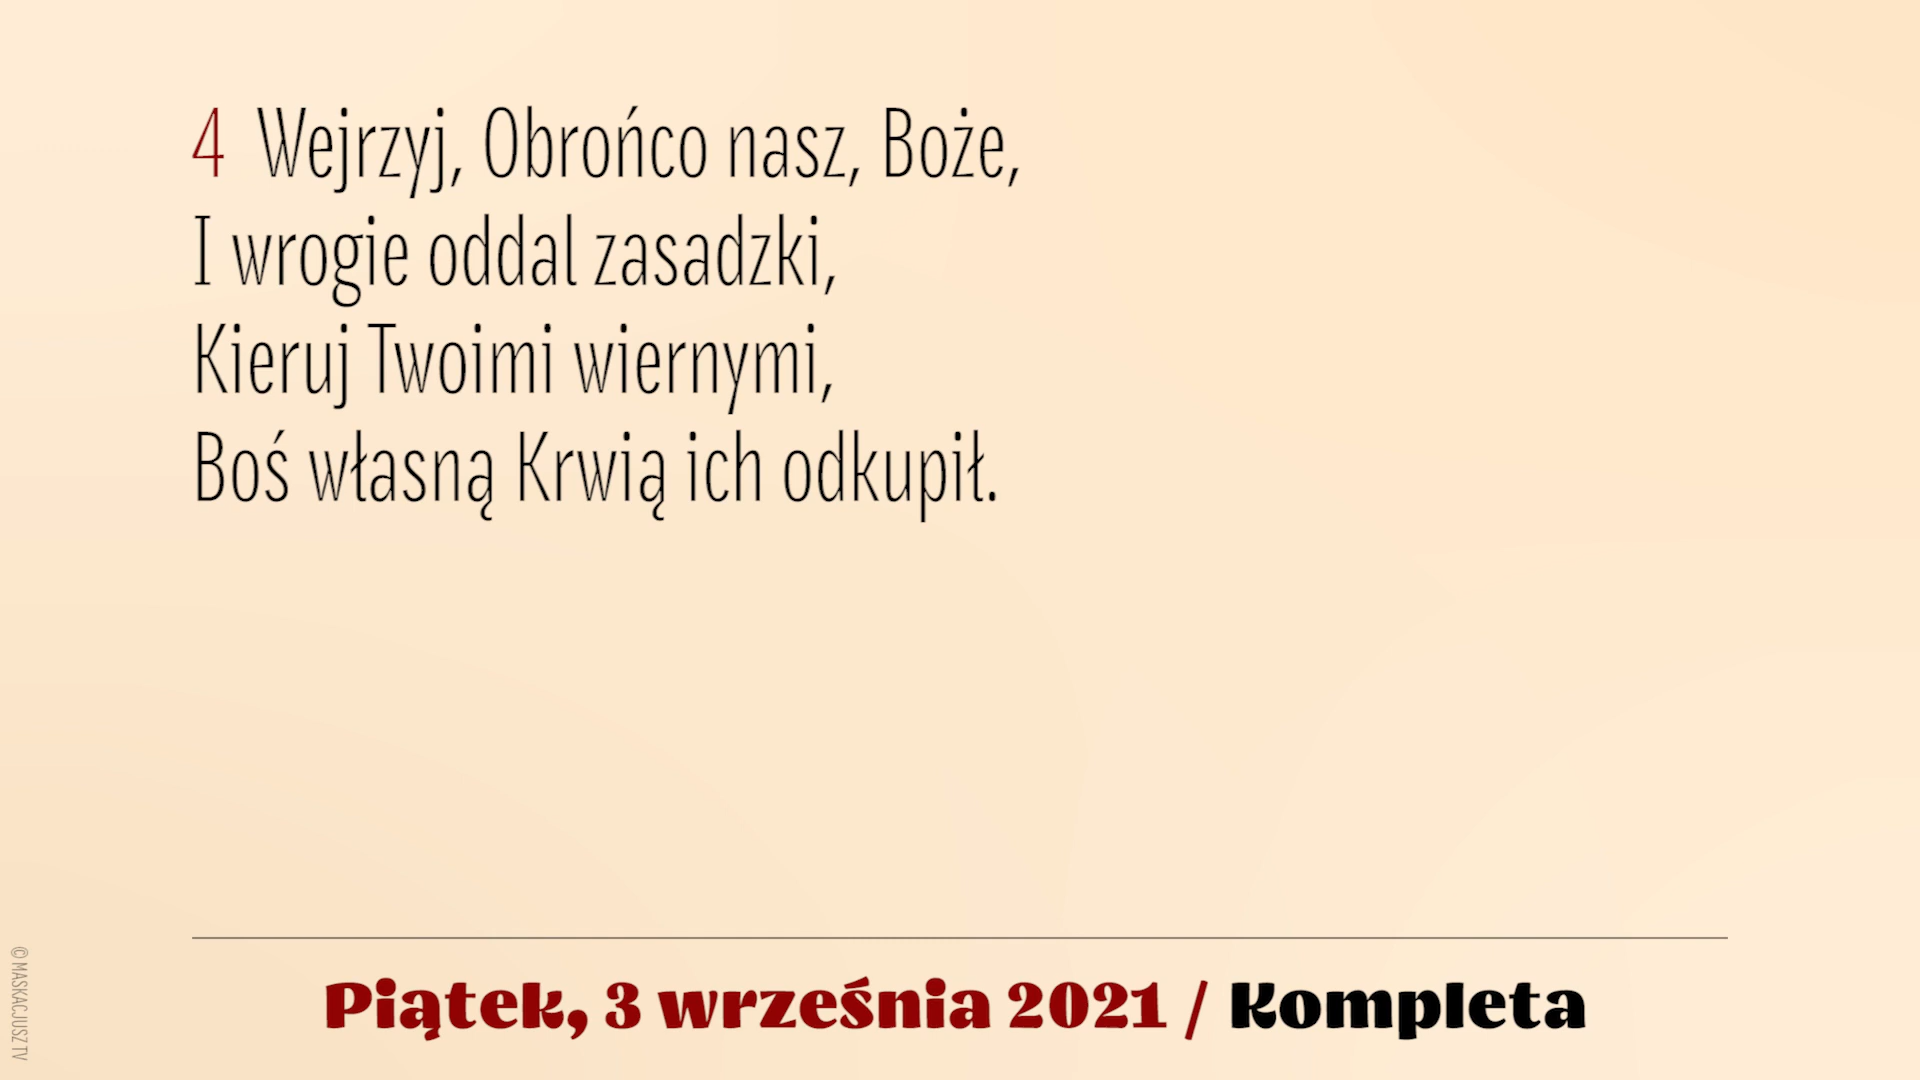 4 Wejrzyj, Obrońco nasz, Boże,
I wrogie oddal zasadzki,
Kieruj Twoimi wiernymi,
Boś własną Krwią ich odkupił.
Piątek, 3 września 2021 / Kompleta
© MASKACJUSZ TV